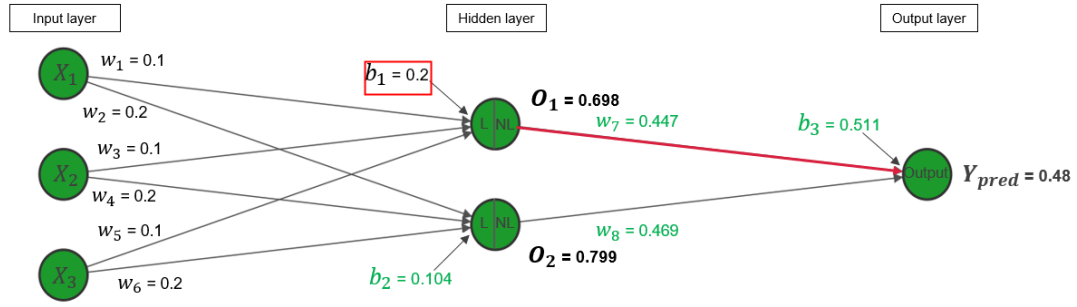 Input layer
Hidden layer
Output layer
X₁
w₁ = 0.1
w₂ = 0.2
b₁ = 0.2
L NL
O₁ = 0.698
w₇ = 0.447
b₃ = 0.511
X₂
w₃ = 0.1
w₄ = 0.2
Output
Y_pred = 0.48
w₅ = 0.1
L NL
w₈ = 0.469
O₂ = 0.799
X₃
w₆ = 0.2
b₂ = 0.104